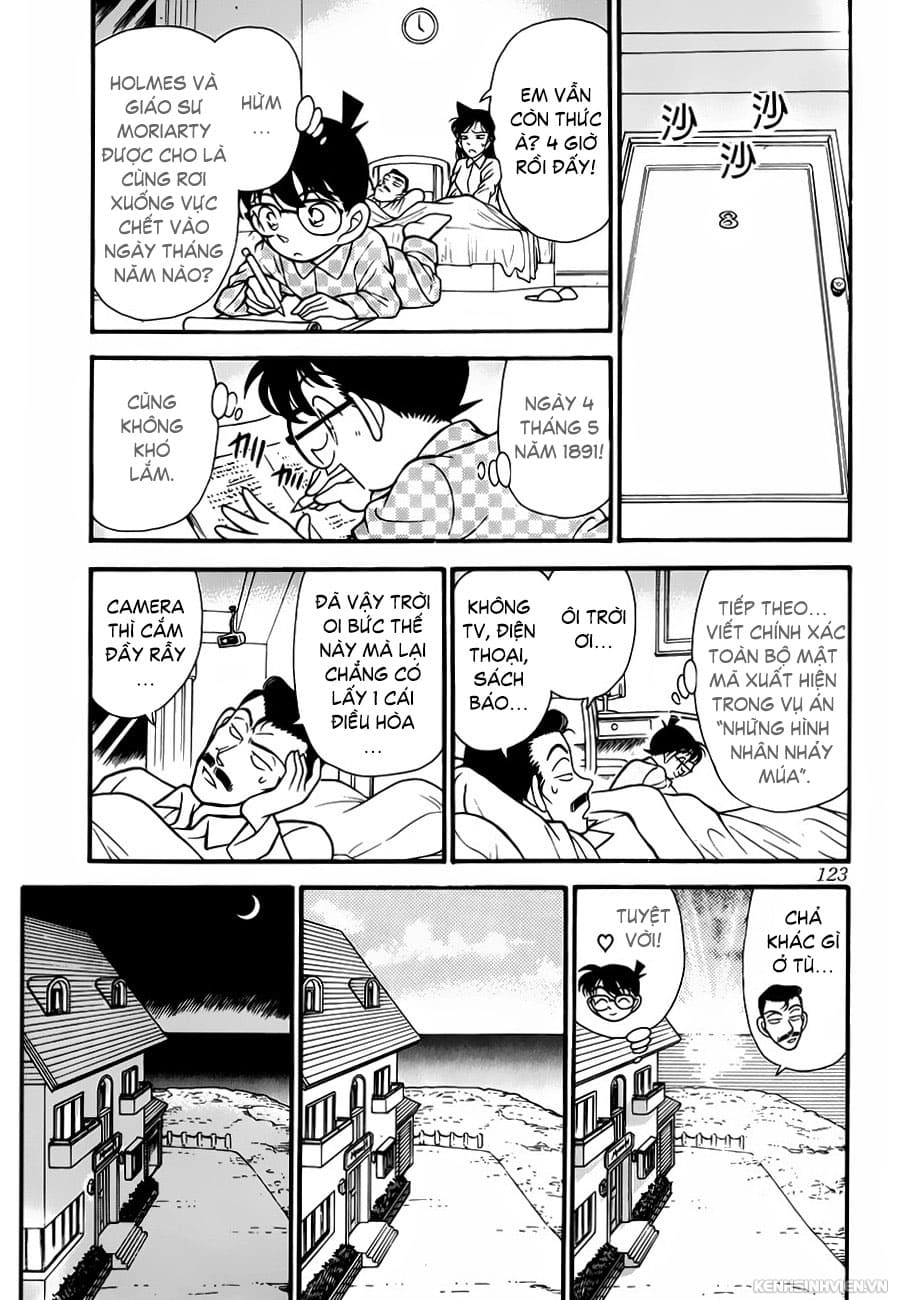 沙
沙
沙
8
EM VẪN
CÒN THỨC
À? 4 GIỜ
RỒI ĐẤY!
HỪM
...
HOLMES VÀ
GIÁO SƯ
MORIARTY
ĐƯỢC CHO LÀ
CÙNG RƠI
XUỐNG VỰC
CHẾT VÀO
NGÀY THÁNG
NĂM NÀO?
NGÀY 4
THÁNG 5
NĂM 1891!
CŨNG
KHÔNG
KHÓ
LẮM.
TIẾP THEO...
VIẾT CHÍNH XÁC
TOÀN BỘ MẬT
MÃ XUẤT HIỆN
TRONG VỤ ÁN
“NHỮNG HÌNH
NHÂN NHẢY
MÚA”.
ÔI TRỜI
ƠI...
KHÔNG
TV, ĐIỆN
THOẠI,
SÁCH
BÁO...
ĐÃ VẬY TRỜI
OI BỨC THẾ
NÀY MÀ LẠI
CHẲNG CÓ
LẤY 1 CÁI
ĐIỀU HÒA
...
CAMERA
THÌ CẮM
ĐẦY RẪY
...
123
CHẢ
KHÁC GÌ
Ở TÙ...
TUYỆT
VỜI!
♡
KENHSINHVIEN.VN